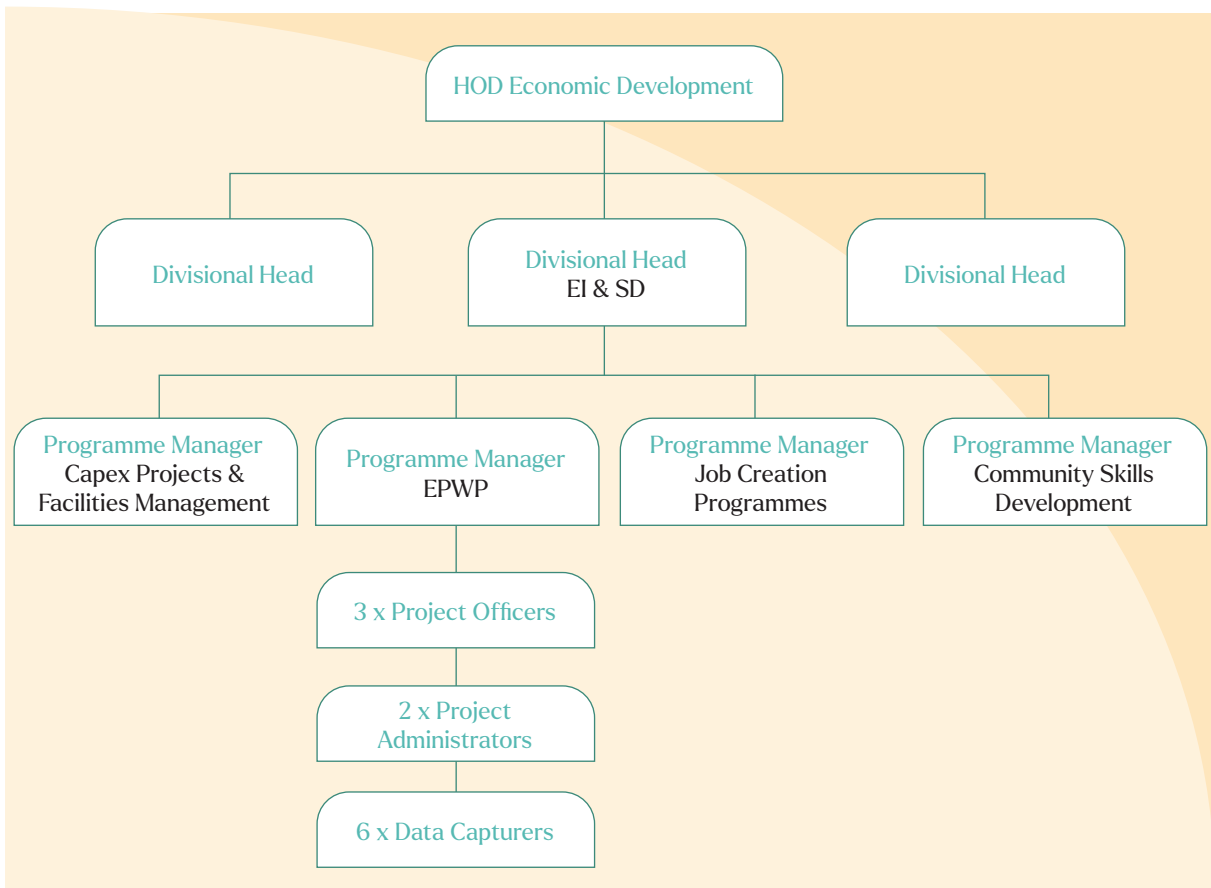 HOD Economic Development
Divisional Head
Divisional Head
EI & SD
Divisional Head
Programme Manager
Capex Projects &
Facilities Management
Programme Manager
EPWP
Programme Manager
Job Creation
Programmes
Programme Manager
Community Skills
Development
3 x Project Officers
2 x Project
Administrators
6 x Data Capturers